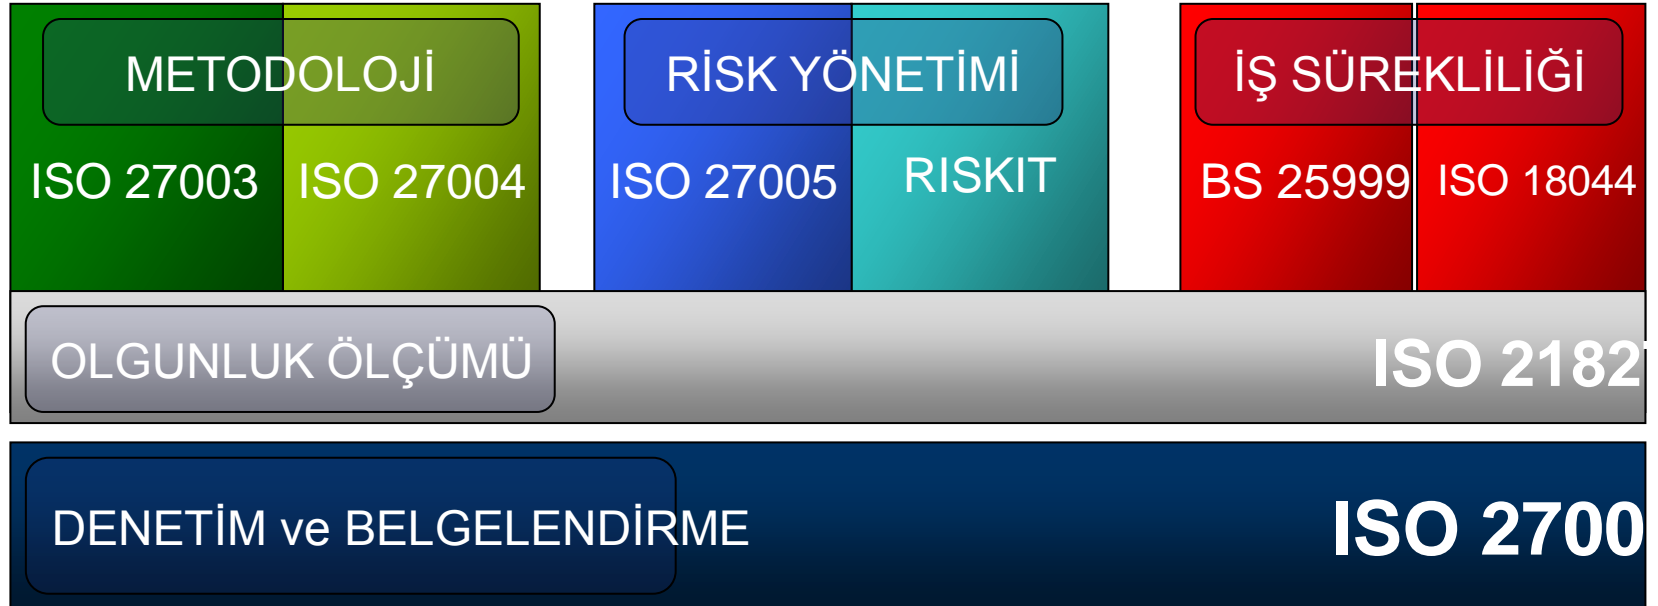 METODOLOJİ
RİSK YÖNETİMİ
İŞ SÜREKLİLİĞİ
ISO 27003
ISO 27004
ISO 27005
RISKIT
BS 25999
ISO 18044
OLGUNLUK ÖLÇÜMÜ
ISO 2182
DENETİM ve BELGELENDİRME
ISO 2700